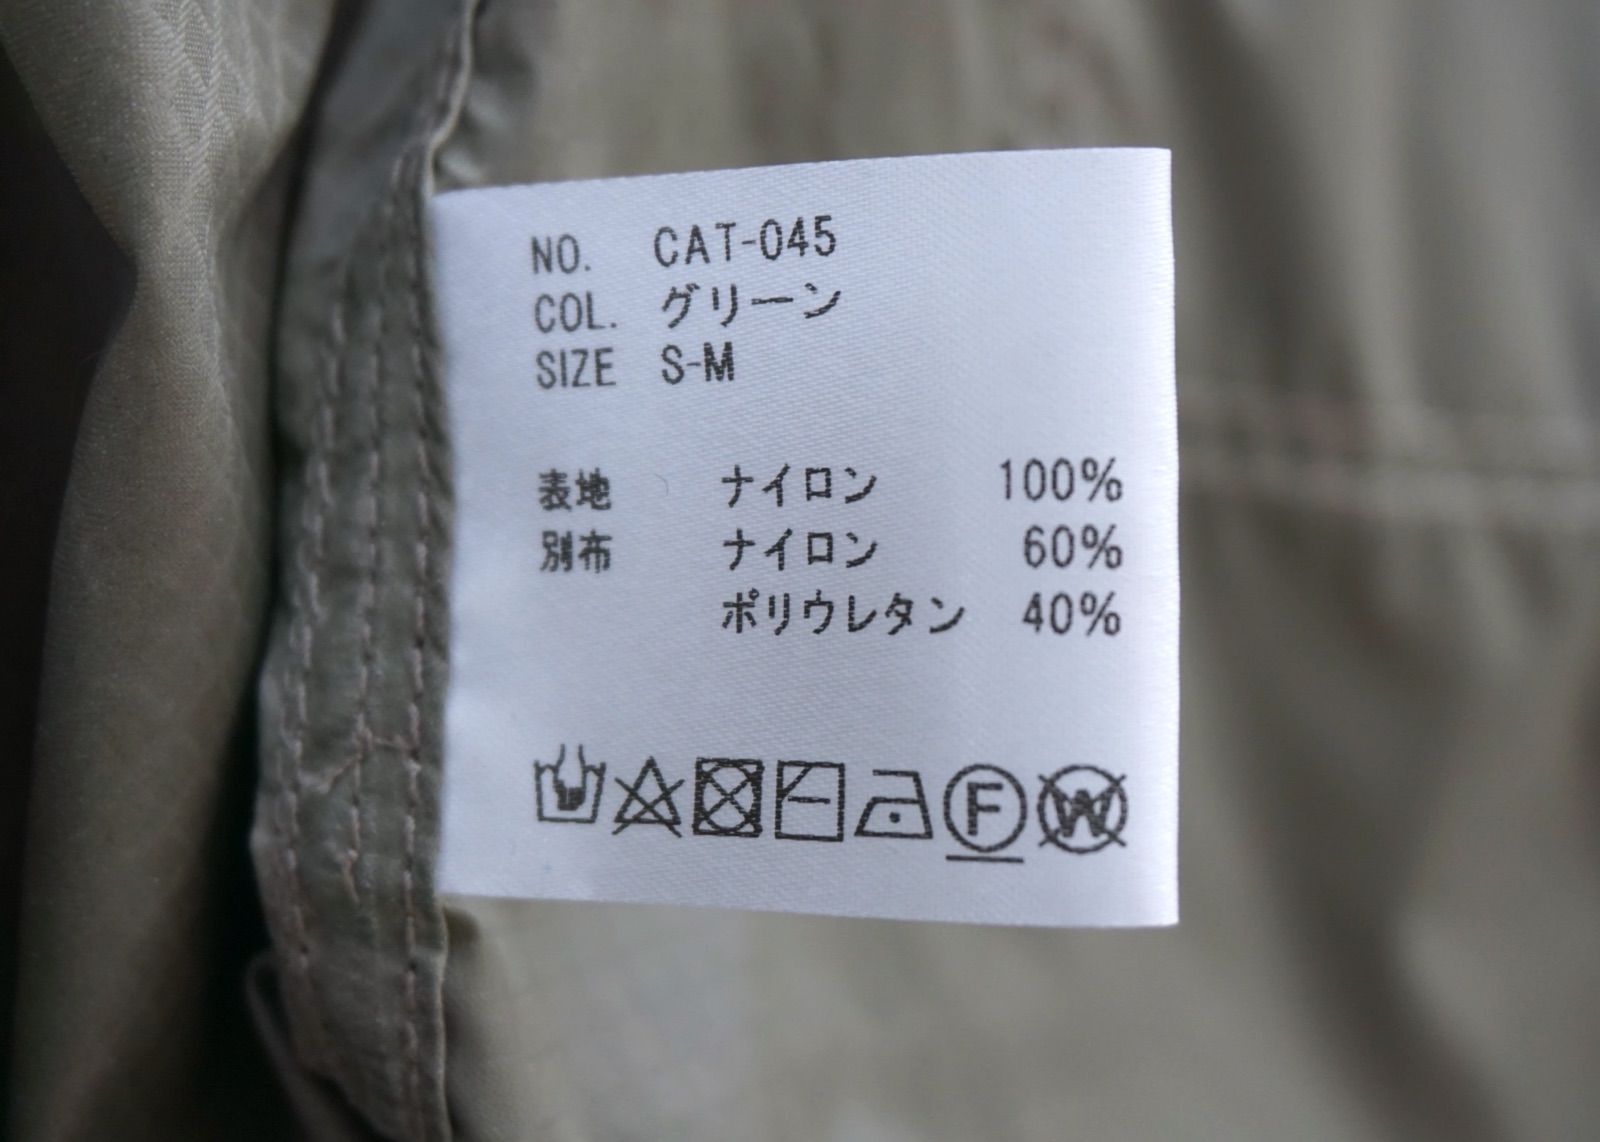 NO. CAT-045
COL. グリーン
SIZE S-M
表地 ナイロン 100%
別布 ナイロン 60%
ポリウレタン 40%
F W